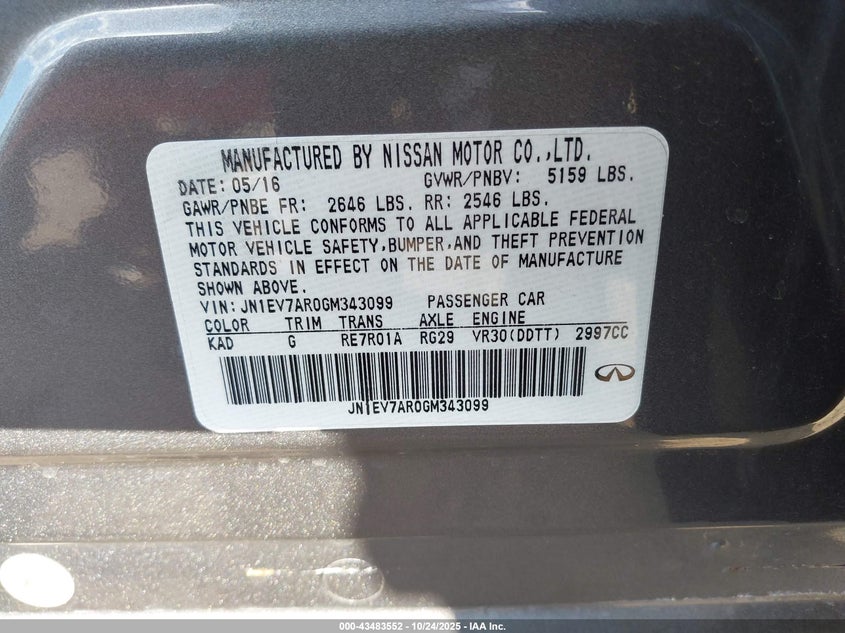 MANUFACTURED BY NISSAN MOTOR CO.,LTD.
DATE: 05/16 GVWR/PNBV: 5159 LBS.
GAWR/PNBE FR: 2646 LBS. RR: 2546 LBS.
THIS VEHICLE CONFORMS TO ALL APPLICABLE FEDERAL
MOTOR VEHICLE SAFETY,BUMPER,AND THEFT PREVENTION
STANDARDS IN EFFECT ON THE DATE OF MANUFACTURE
SHOWN ABOVE.
VIN: JN1EV7AR0GM343099 PASSENGER CAR
COLOR TRIM TRANS AXLE ENGINE
KAD G RE7R01A RG29 VR30(DDTT) 2997CC
JN1EV7AR0GM343099
000-43483552 - 10/24/2025 - IAA Inc.